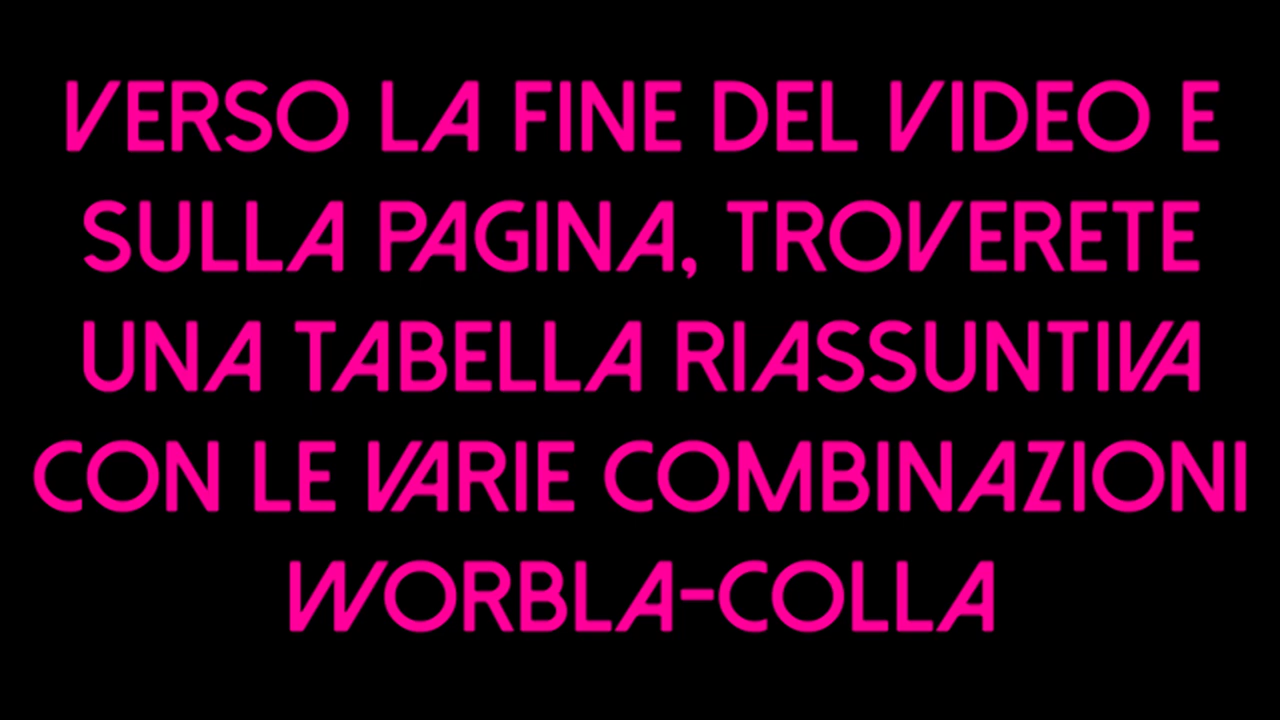 VERSO LA FINE DEL VIDEO E
SULLA PAGINA, TROVERETE
UNA TABELLA RIASSUNTIVA
CON LE VARIE COMBINAZIONI
WORBLA-COLLA